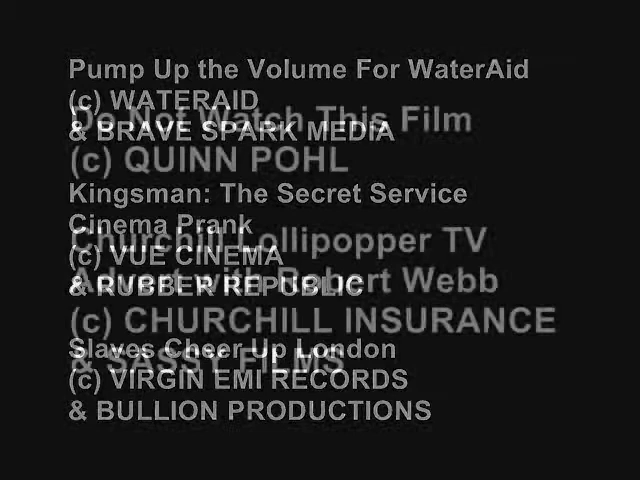 Pump Up the Volume For WaterAid
(c) WATERAID
& BRAVE SPARK MEDIA
Kingsman: The Secret Service
Cinema Prank
(c) VUE CINEMA
& RUBBER REPUBLIC
Slaves Cheer Up London
(c) VIRGIN EMI RECORDS
& BULLION PRODUCTIONS
Do Not Watch This Film
(c) QUINN POHL
Churchill Lollipopper TV
Advert with Robert Webb
(c) CHURCHILL INSURANCE
& SASSY FILMS